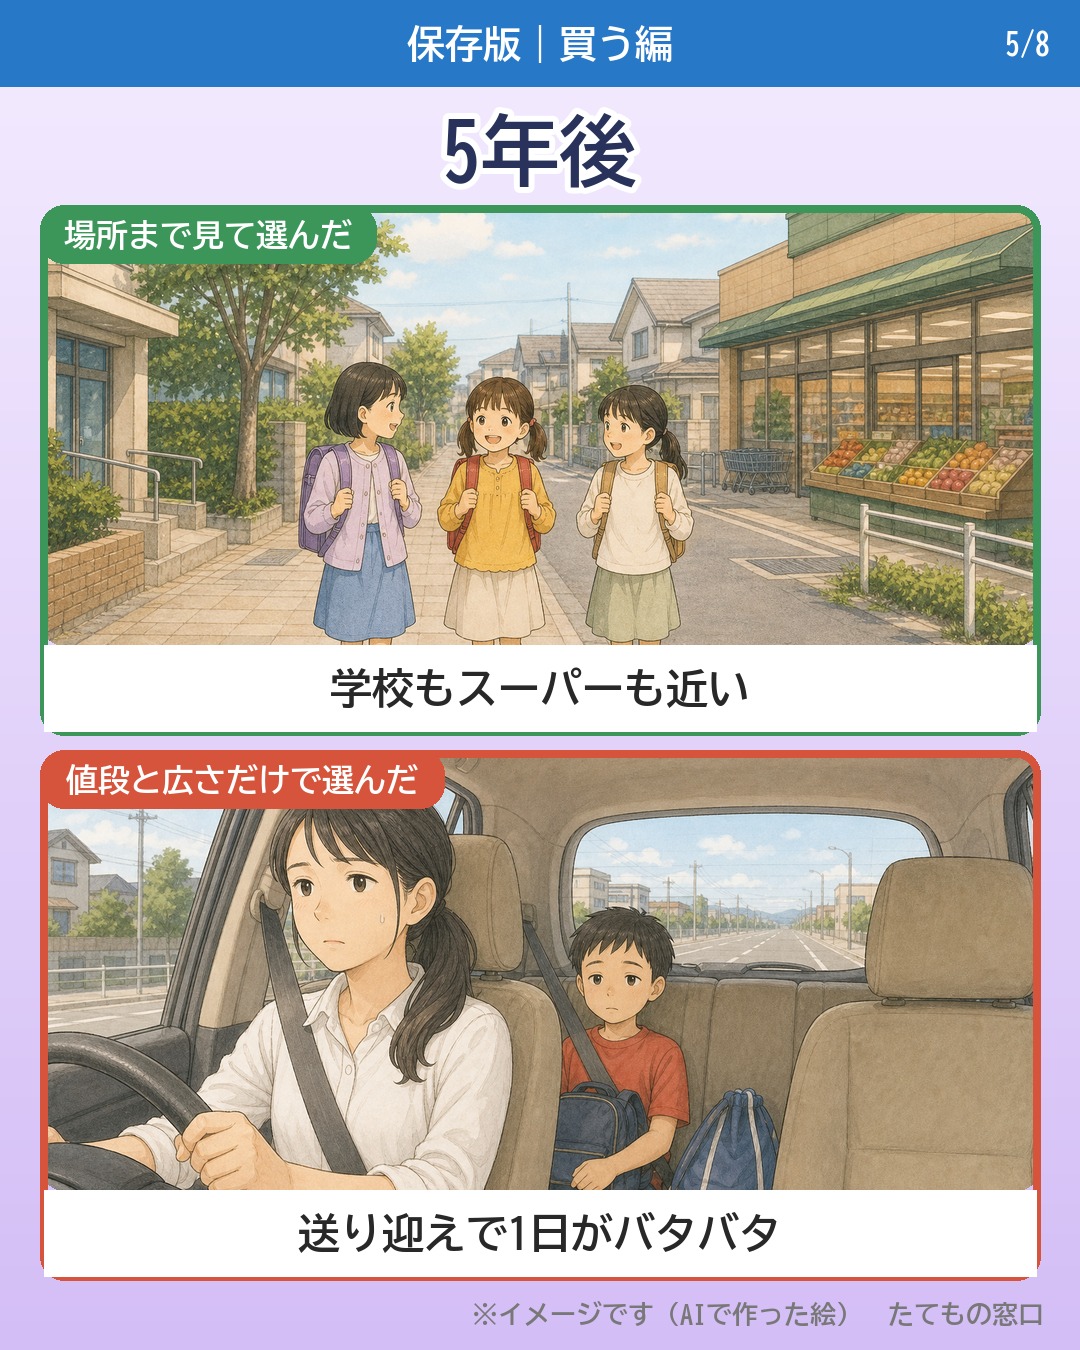 保存版｜買う編
5/8
5年後
場所まで見て選んだ
学校もスーパーも近い
値段と広さだけで選んだ
送り迎えで1日がバタバタ
※イメージです（AIで作った絵）　たてもの窓口